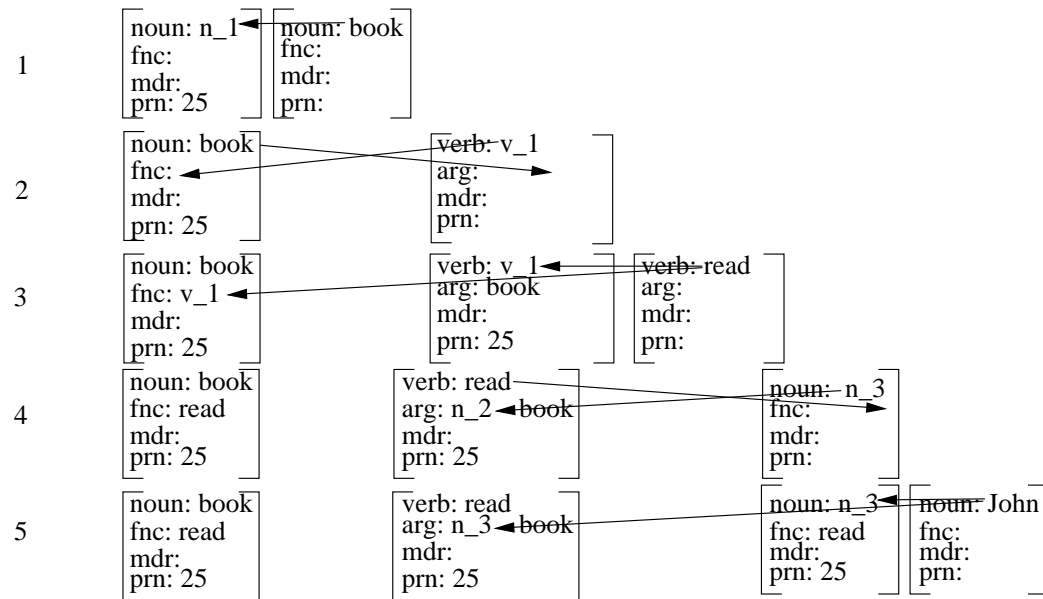 1
noun: n_1
fnc:
mdr:
prn: 25
noun: book
fnc:
mdr:
prn:
2
noun: book
fnc:
mdr:
prn: 25
verb: v_1
arg:
mdr:
prn:
3
noun: book
fnc: v_1
mdr:
prn: 25
verb: v_1
arg: book
mdr:
prn: 25
verb: read
arg:
mdr:
prn:
4
noun: book
fnc: read
mdr:
prn: 25
verb: read
arg: n_2 book
mdr:
prn: 25
noun: n_3
fnc:
mdr:
prn:
5
noun: book
fnc: read
mdr:
prn: 25
verb: read
arg: n_3 book
mdr:
prn: 25
noun: n_3
fnc: read
mdr:
prn: 25
noun: John
fnc:
mdr:
prn: